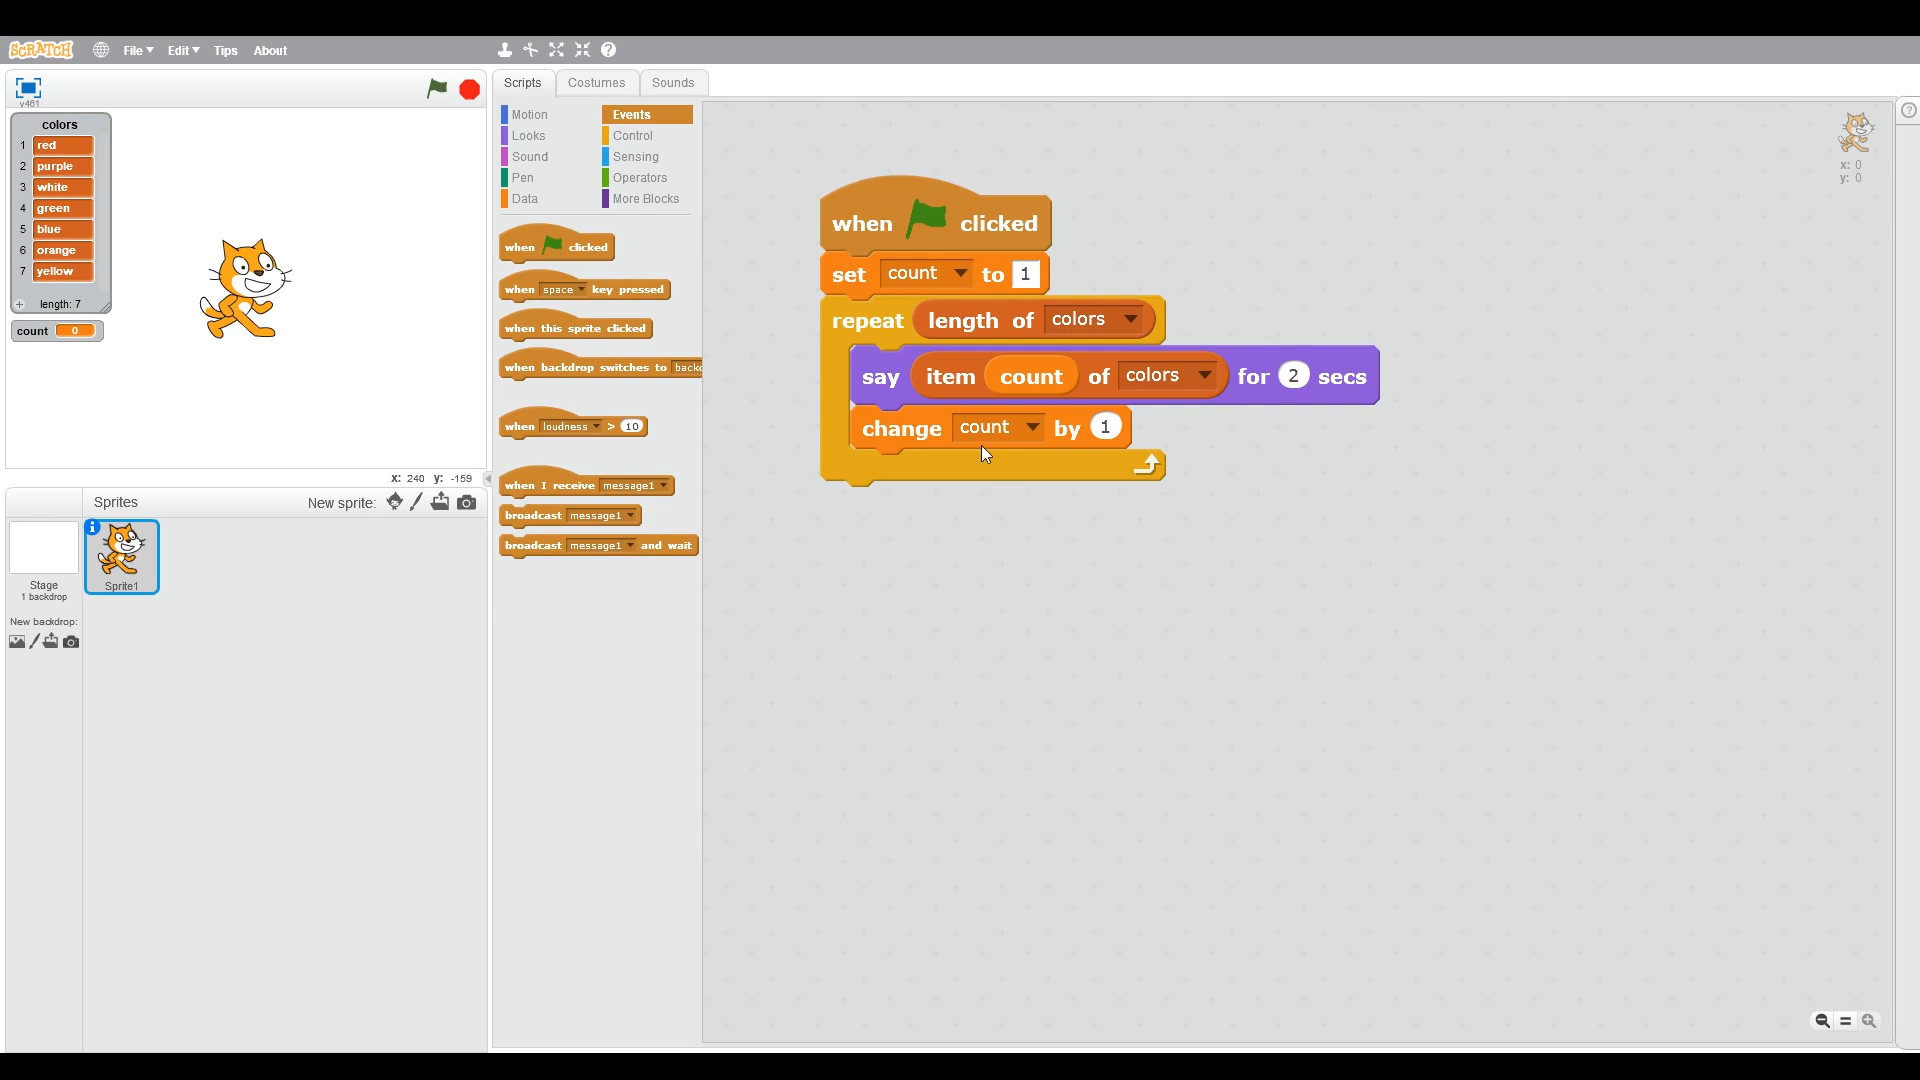 SCRATCH File Edit Tips About
v461
Scripts Costumes Sounds
colors
1 red
2 purple
3 white
4 green
5 blue
6 orange
7 yellow
+ length: 7
count 0
X: 240 y: -159
Sprites New sprite:
Stage
1 backdrop
New backdrop:
Sprite1
Motion Events
Looks Control
Sound Sensing
Pen Operators
Data More Blocks
when clicked
when space key pressed
when this sprite clicked
when backdrop switches to
when loudness > 10
when I receive message1
broadcast message1
broadcast message1 and wait
when clicked
set count to 1
repeat length of colors
say item count of colors for 2 secs
change count by 1
x: 0
y: 0